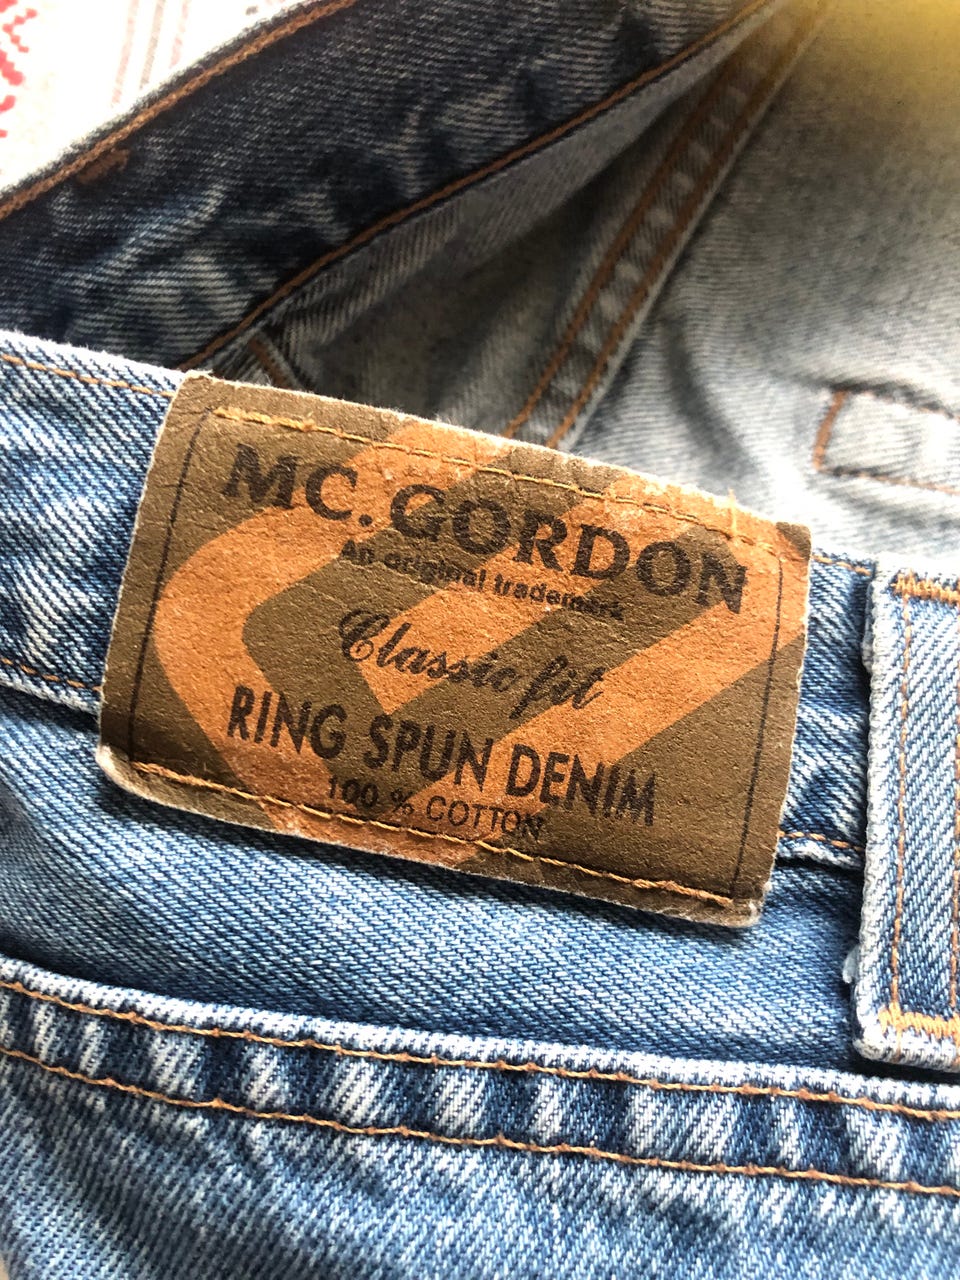 MC. GORDON
An original trademark
Classic fit
RING SPUN DENIM
100 % COTTON